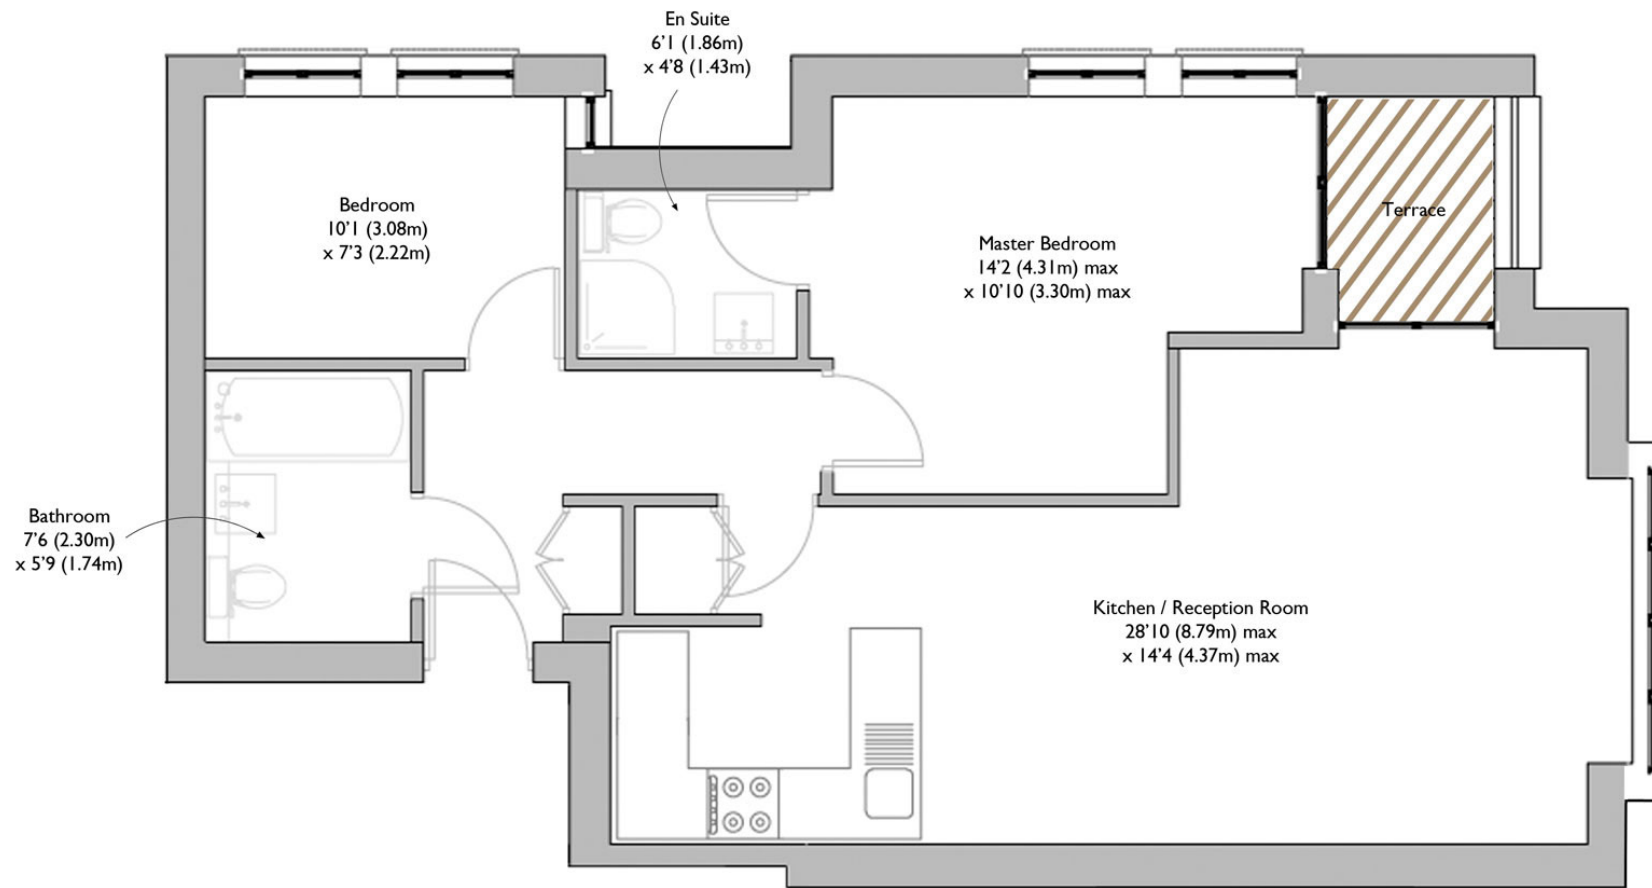 En Suite
6'1 (1.86m)
x 4'8 (1.43m)
Bedroom
10'1 (3.08m)
x 7'3 (2.22m)
Terrace
Master Bedroom
14'2 (4.31m) max
x 10'10 (3.30m) max
Bathroom
7'6 (2.30m)
x 5'9 (1.74m)
Kitchen / Reception Room
28'10 (8.79m) max
x 14'4 (4.37m) max